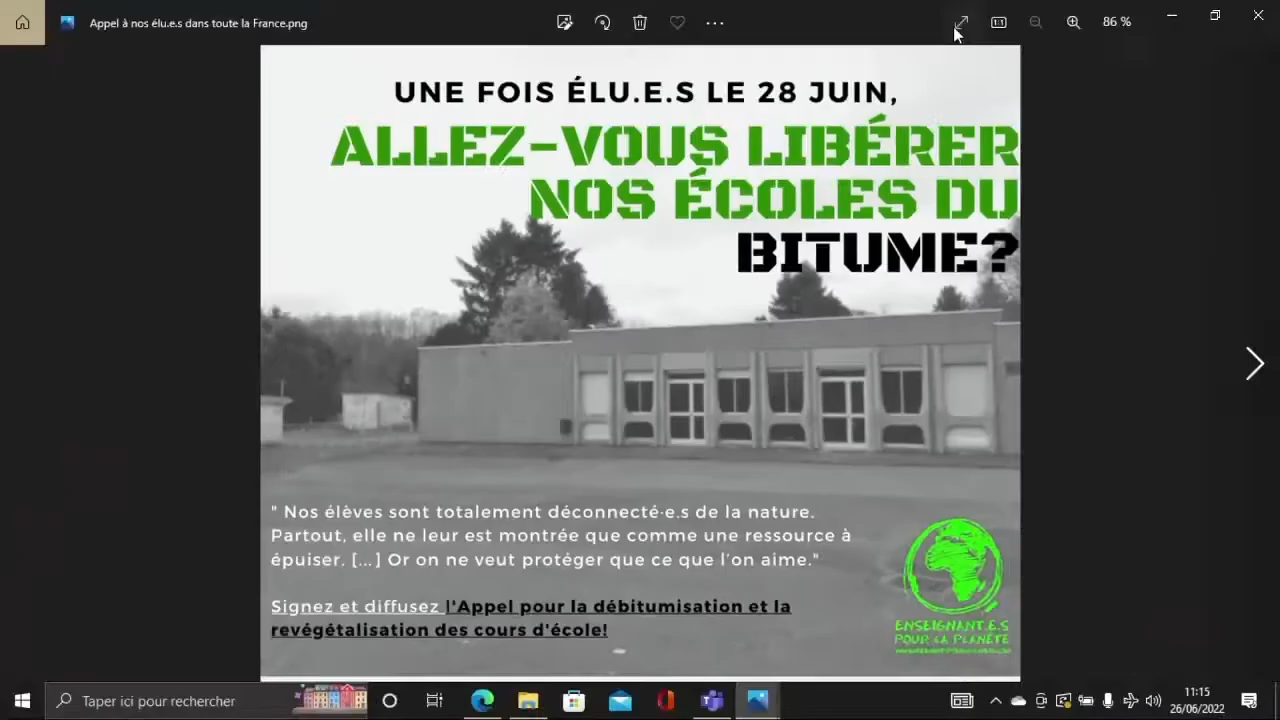 Appel à nos élu.e.s dans toute la France.png
86 %
UNE FOIS ÉLU.E.S LE 28 JUIN,
ALLEZ-VOUS LIBÉRER
NOS ÉCOLES DU
BITUME?
" Nos élèves sont totalement déconnecté·e.s de la nature.
Partout, elle ne leur est montrée que comme une ressource à
épuiser. [...] Or on ne veut protéger que ce que l'on aime."
Signez et diffusez l'Appel pour la débitumisation et la
revégétalisation des cours d'école!
ENSEIGNANT.E.S
POUR LA PLANÈTE
Taper ici pour rechercher
11:15
26/06/2022